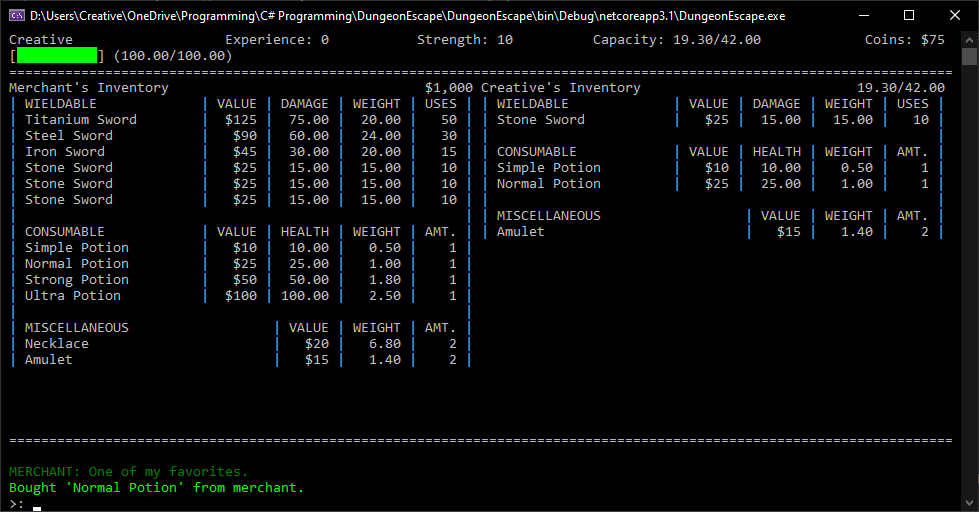 D:\Users\Creative\OneDrive\Programming\C# Programming\DungeonEscape\DungeonEscape\bin\Debug\netcoreapp3.1\DungeonEscape.exe
Creative Experience: 0 Strength: 10 Capacity: 19.30/42.00 Coins: $75
[ ] (100.00/100.00)
Merchant's Inventory $1,000 Creative's Inventory 19.30/42.00
| WIELDABLE | VALUE | DAMAGE | WEIGHT | USES | | WIELDABLE | VALUE | DAMAGE | WEIGHT | USES |
| Titanium Sword | $125 | 75.00 | 20.00 | 50 | | Stone Sword | $25 | 15.00 | 15.00 | 10 |
| Steel Sword | $90 | 60.00 | 24.00 | 30 | | |
| Iron Sword | $45 | 30.00 | 20.00 | 15 | | CONSUMABLE | VALUE | HEALTH | WEIGHT | AMT. |
| Stone Sword | $25 | 15.00 | 15.00 | 10 | | Simple Potion | $10 | 10.00 | 0.50 | 1 |
| Stone Sword | $25 | 15.00 | 15.00 | 10 | | Normal Potion | $25 | 25.00 | 1.00 | 1 |
| Stone Sword | $25 | 15.00 | 15.00 | 10 | | |
| | | MISCELLANEOUS | VALUE | WEIGHT | AMT. |
| CONSUMABLE | VALUE | HEALTH | WEIGHT | AMT. | | Amulet | $15 | 1.40 | 2 |
| Simple Potion | $10 | 10.00 | 0.50 | 1 |
| Normal Potion | $25 | 25.00 | 1.00 | 1 |
| Strong Potion | $50 | 50.00 | 1.80 | 1 |
| Ultra Potion | $100 | 100.00 | 2.50 | 1 |
| |
| MISCELLANEOUS | VALUE | WEIGHT | AMT. |
| Necklace | $20 | 6.80 | 2 |
| Amulet | $15 | 1.40 | 2 |
MERCHANT: One of my favorites.
Bought 'Normal Potion' from merchant.
>: _